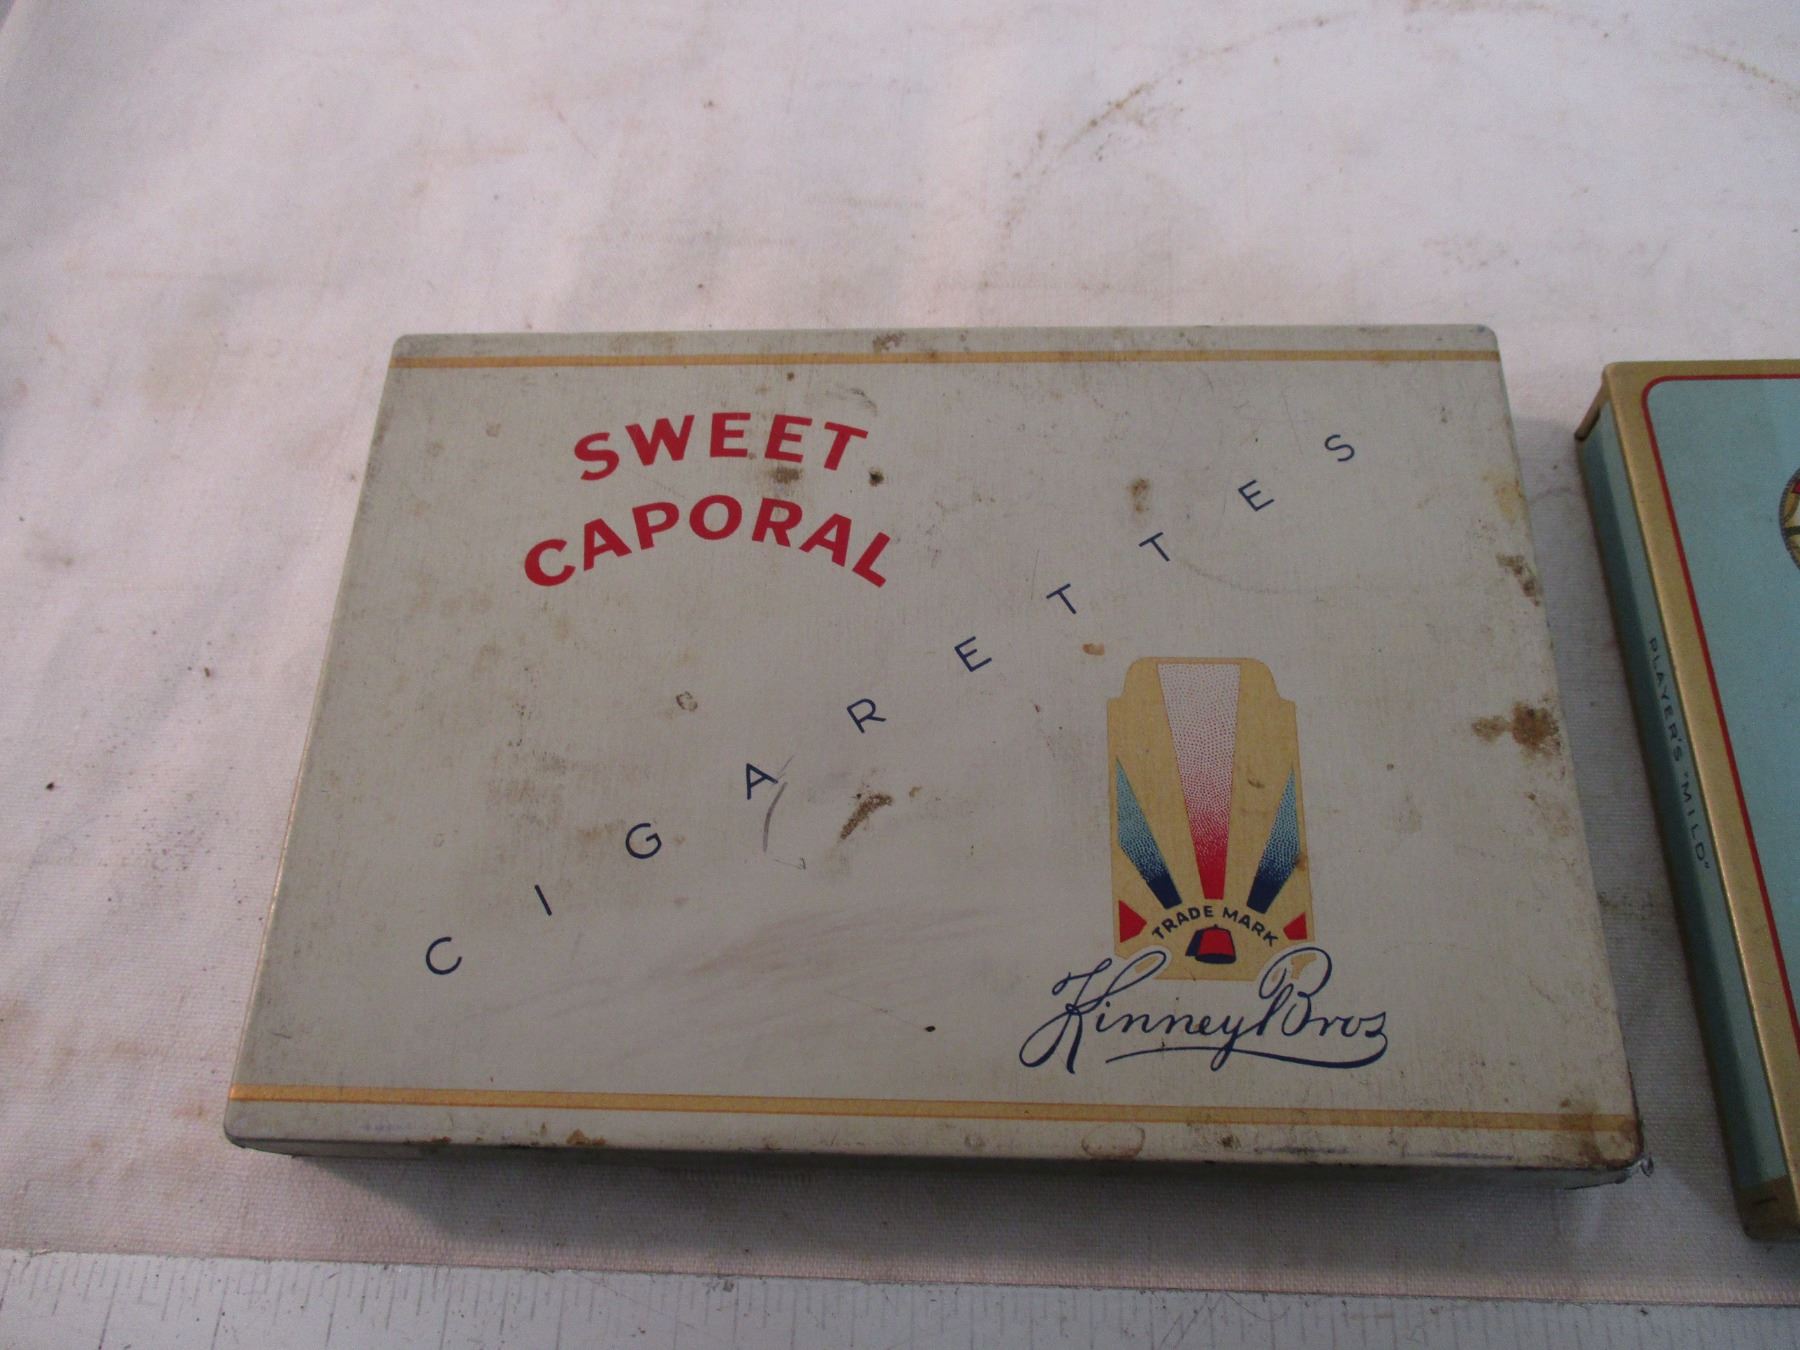 SWEET
CAPORAL
CIGARETTES
TRADE MARK
Kinney Bros
PLAYER'S "MILD"